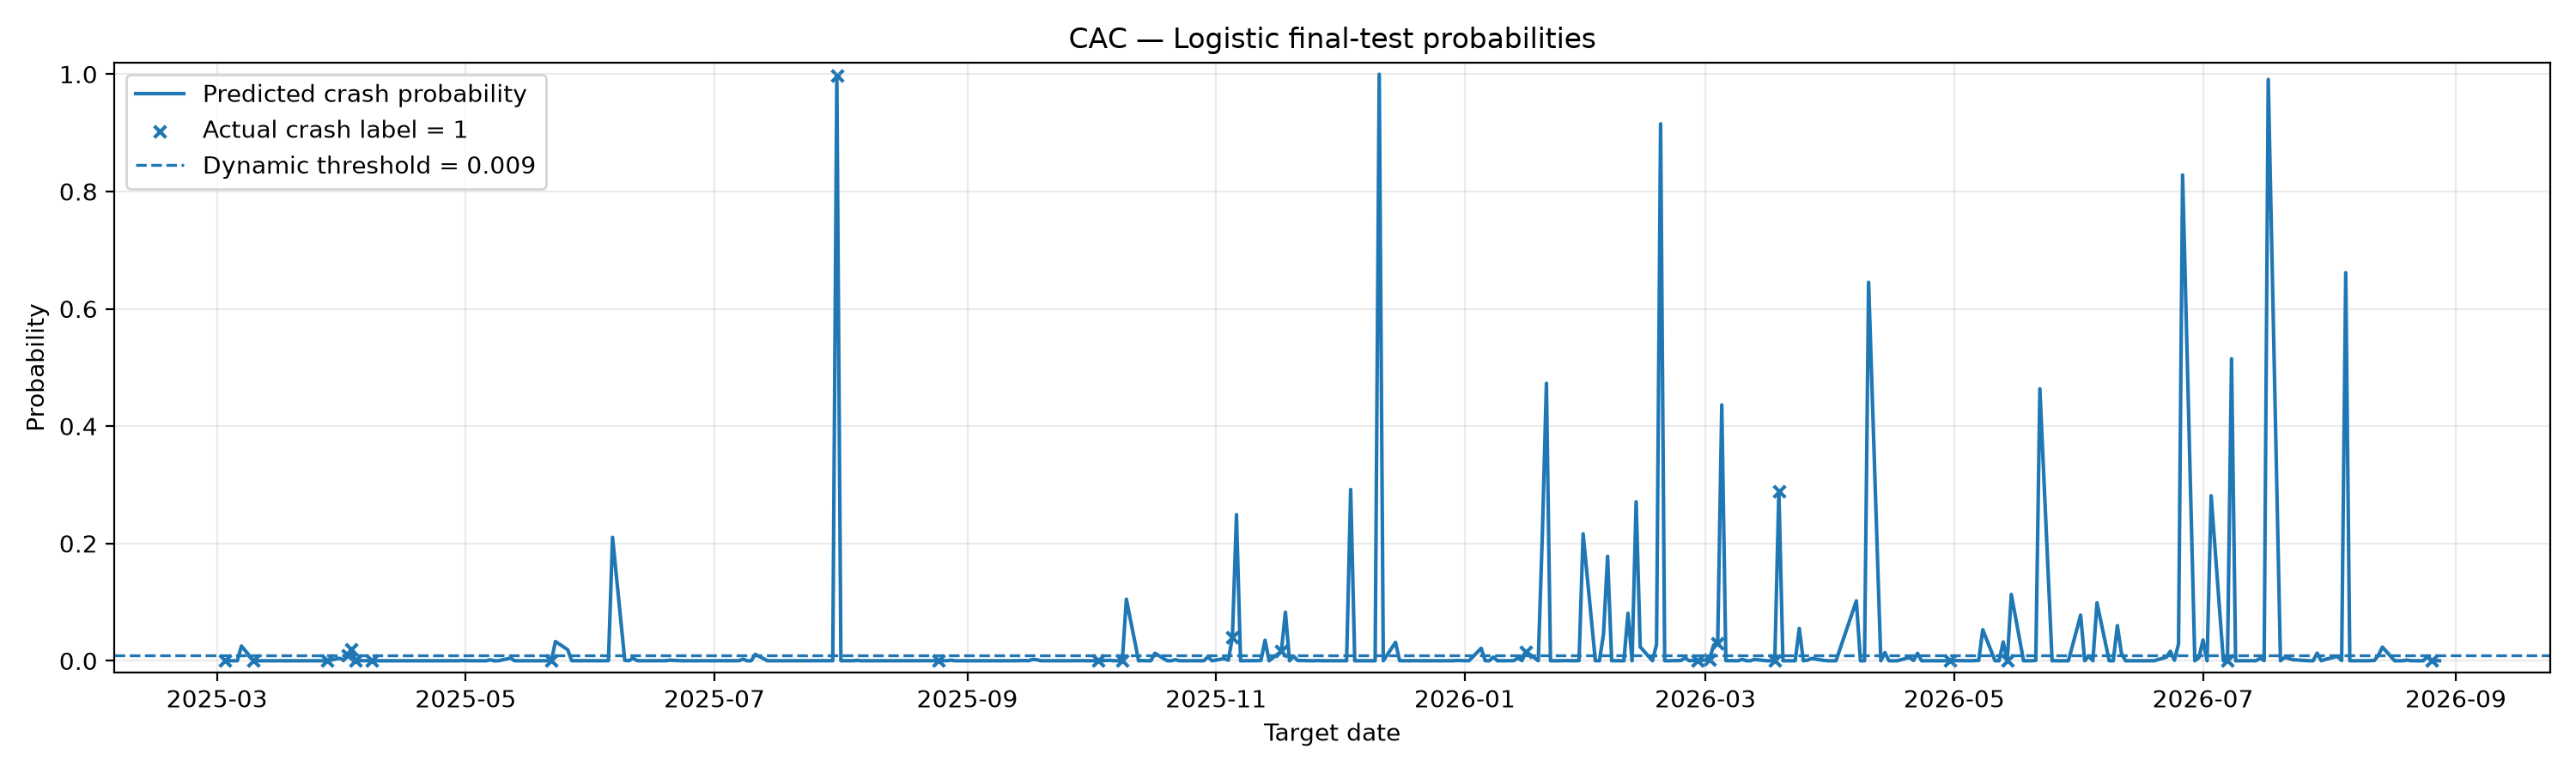 CAC — Logistic final-test probabilities
1.0
0.8
0.6
0.4
0.2
0.0
Probability
Predicted crash probability
Actual crash label = 1
Dynamic threshold = 0.009
2025-03
2025-05
2025-07
2025-09
2025-11
2026-01
2026-03
2026-05
2026-07
2026-09
Target date